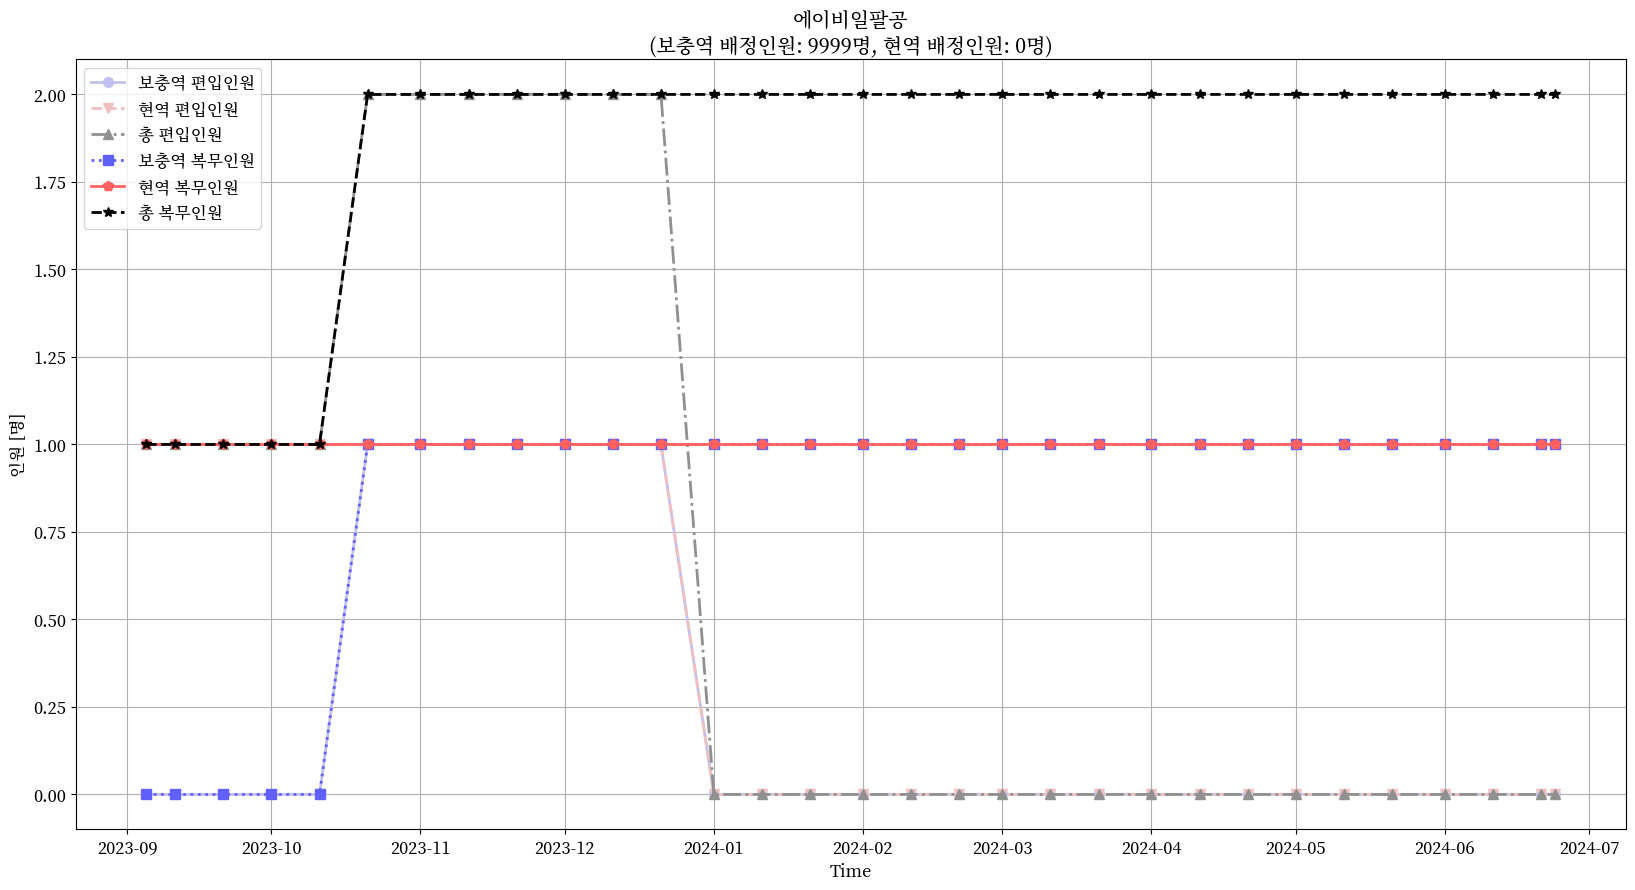 에이비일팔공
(보충역 배정인원: 9999명, 현역 배정인원: 0명)
보충역 편입인원
현역 편입인원
총 편입인원
보충역 복무인원
현역 복무인원
총 복무인원
인원 [명]
2.00
1.75
1.50
1.25
1.00
0.75
0.50
0.25
0.00
2023-09
2023-10
2023-11
2023-12
2024-01
2024-02
2024-03
2024-04
2024-05
2024-06
2024-07
Time